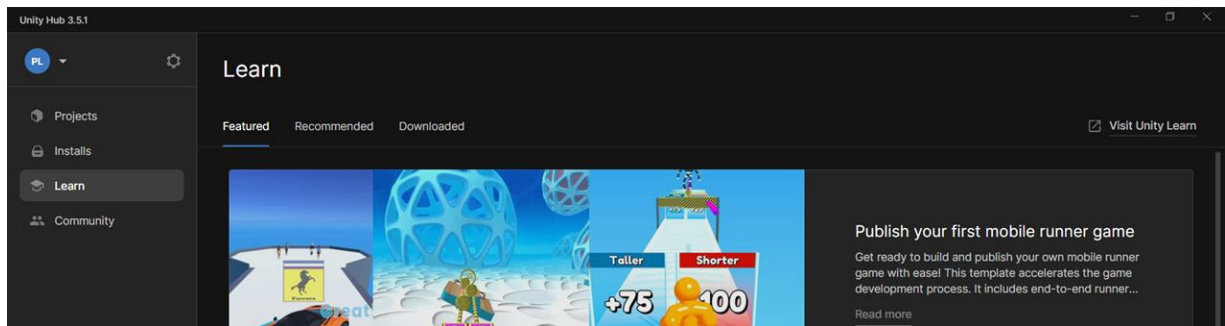 Unity Hub 3.5.1
PL
Learn
Projects
Installs
Learn
Community
Featured Recommended Downloaded
Visit Unity Learn
Taller Shorter
+75 100
Ferrara
Great
Publish your first mobile runner game
Get ready to build and publish your own mobile runner
game with ease! This template accelerates the game
development process. It includes end-to-end runner...
Read more